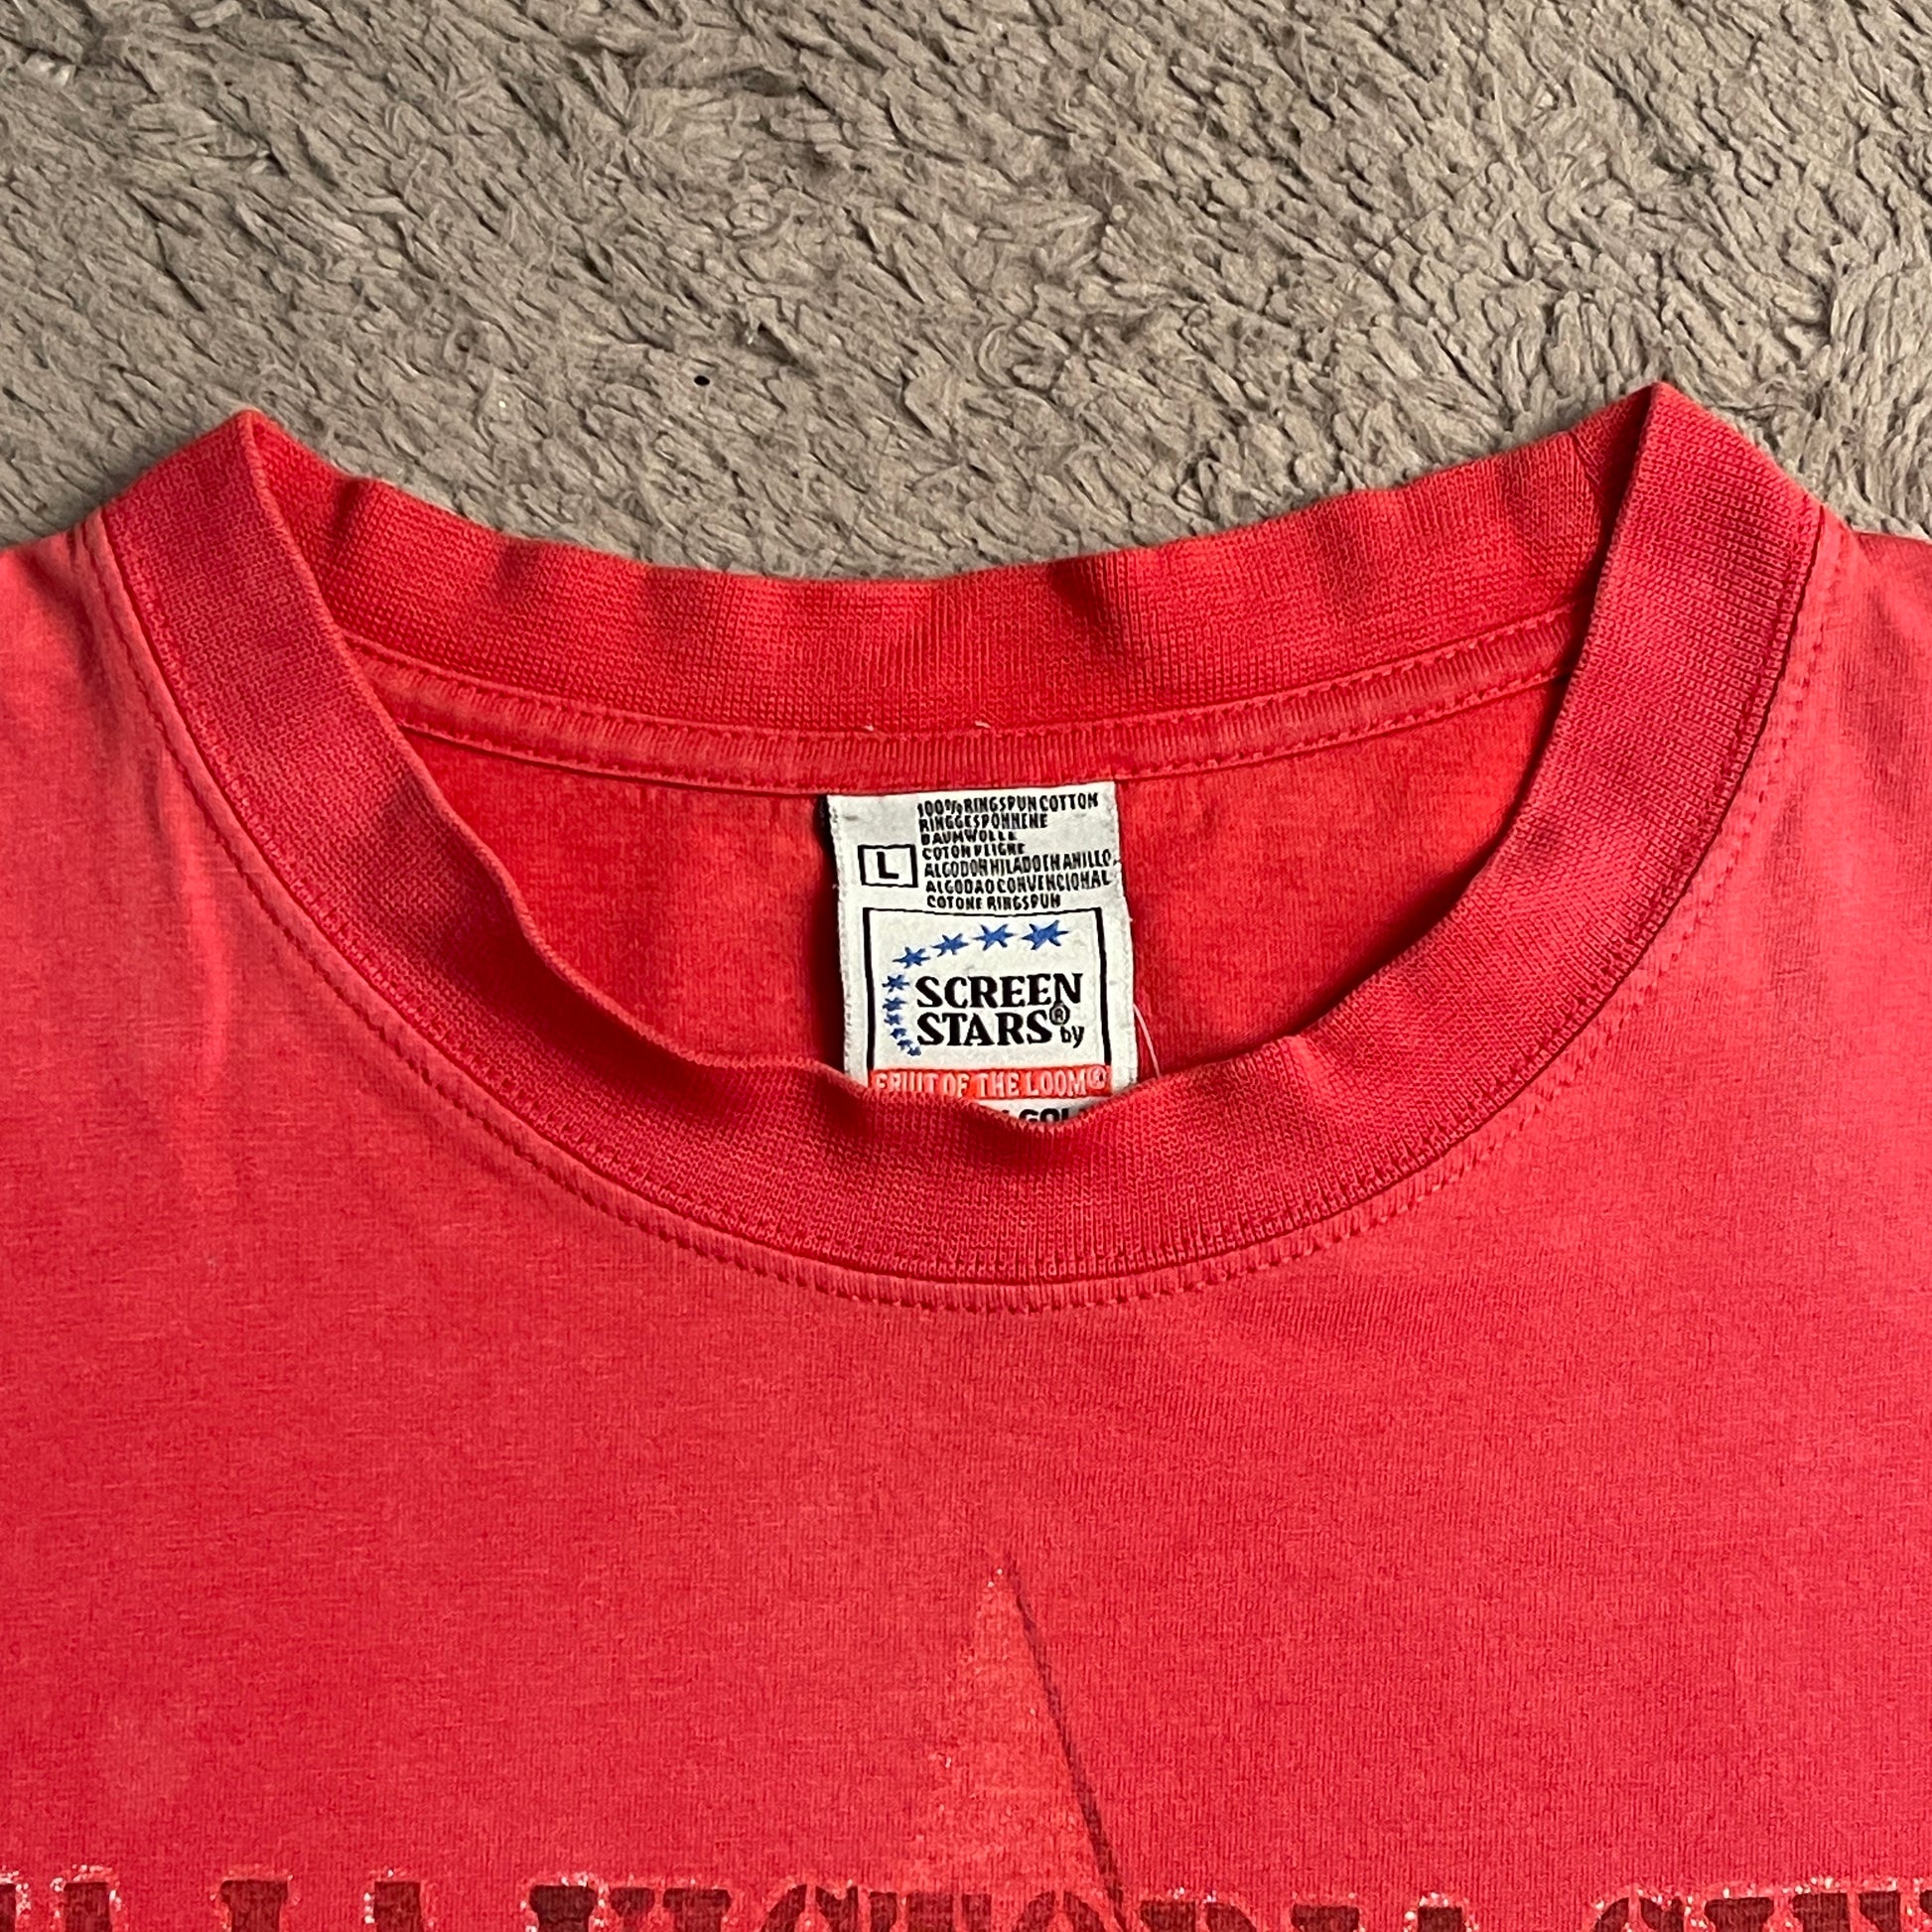 100% RINGSPUN COTTON
RINGGESPONNENE
BAUMWOLLE
COTON PEIGNE
L
ALGODON HILADO EN ANILLO
ALGODAO CONVENCIONAL
COTONE RINGSPUN
SCREEN
STARS® by
FRUIT OF THE LOOM®